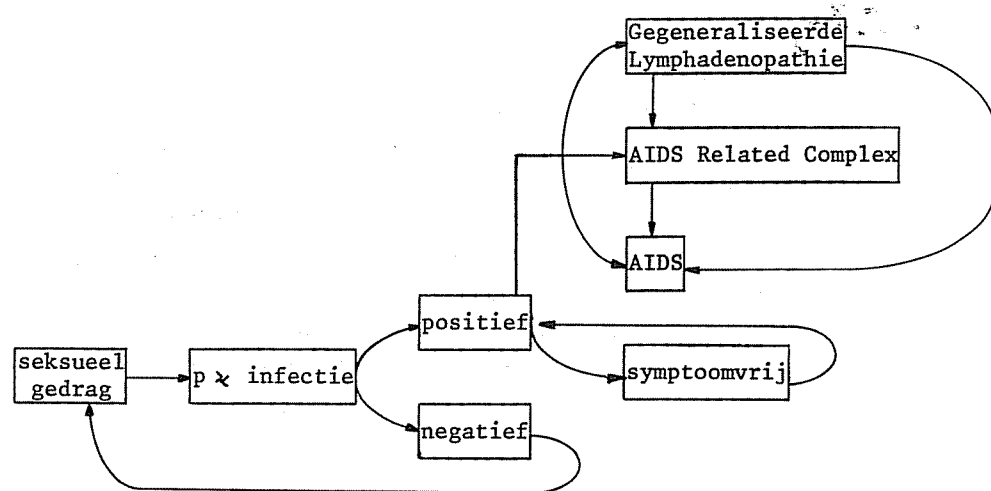 Gegeneraliseerde
Lymphadenopathie
AIDS Related Complex
AIDS
positief
seksueel
gedrag
p x infectie
symptoomvrij
negatief